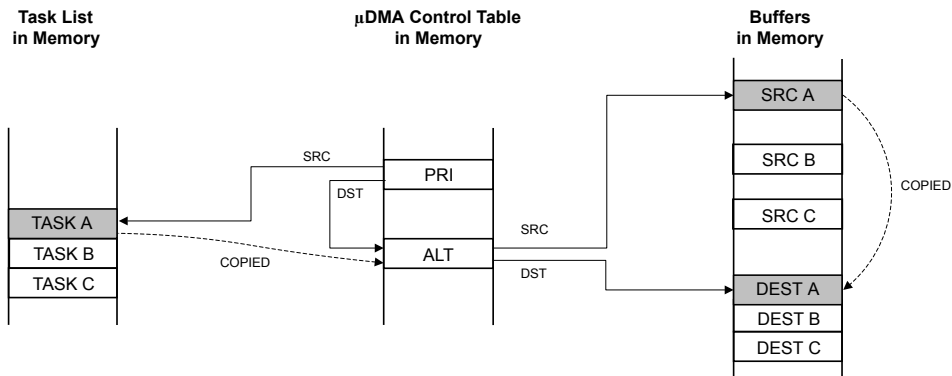 Task List
in Memory
µDMA Control Table
in Memory
Buffers
in Memory
SRC A
SRC
PRI
SRC B
DST
COPIED
TASK A
SRC C
SRC
TASK B
ALT
COPIED
DST
TASK C
DEST A
DEST B
DEST C